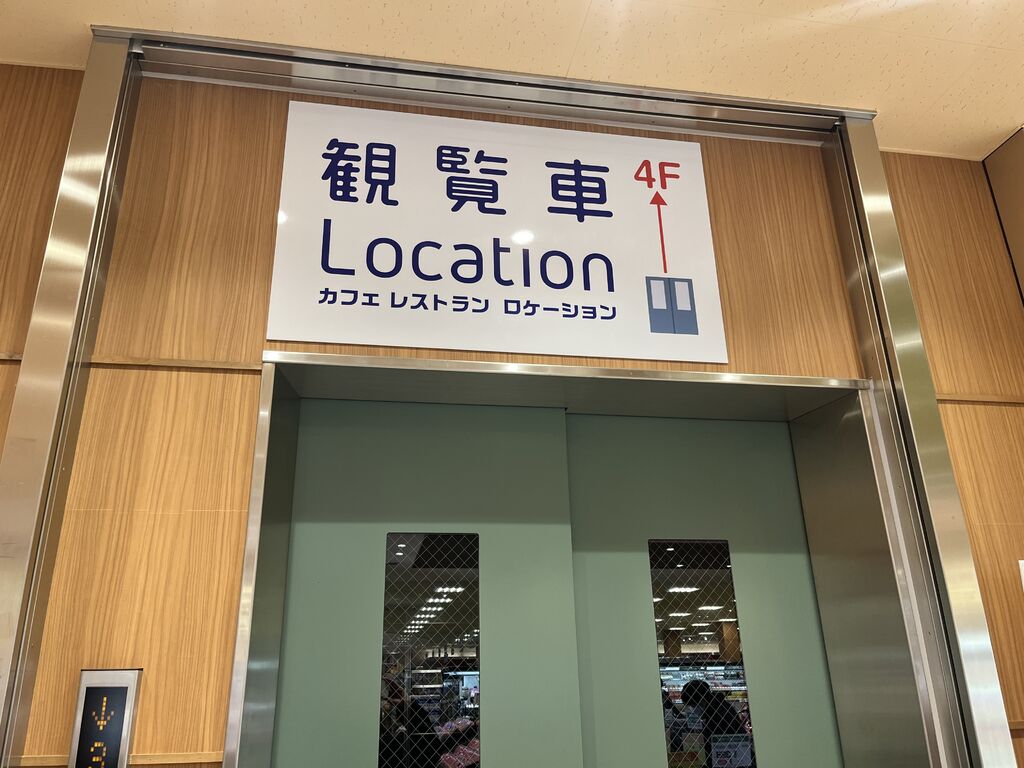 観覧車
4F
Location
カフェ レストラン ロケーション